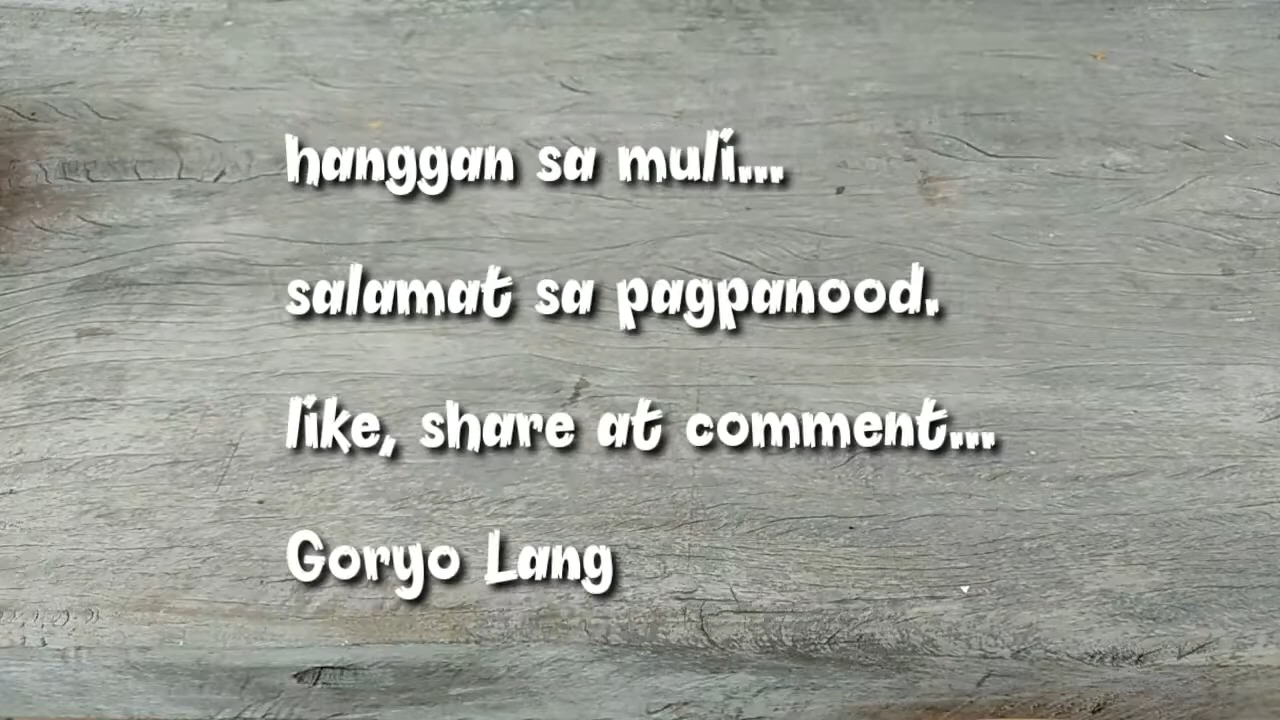 hanggan sa muli...
salamat sa pagpanood.
like, share at comment...
Goryo Lang